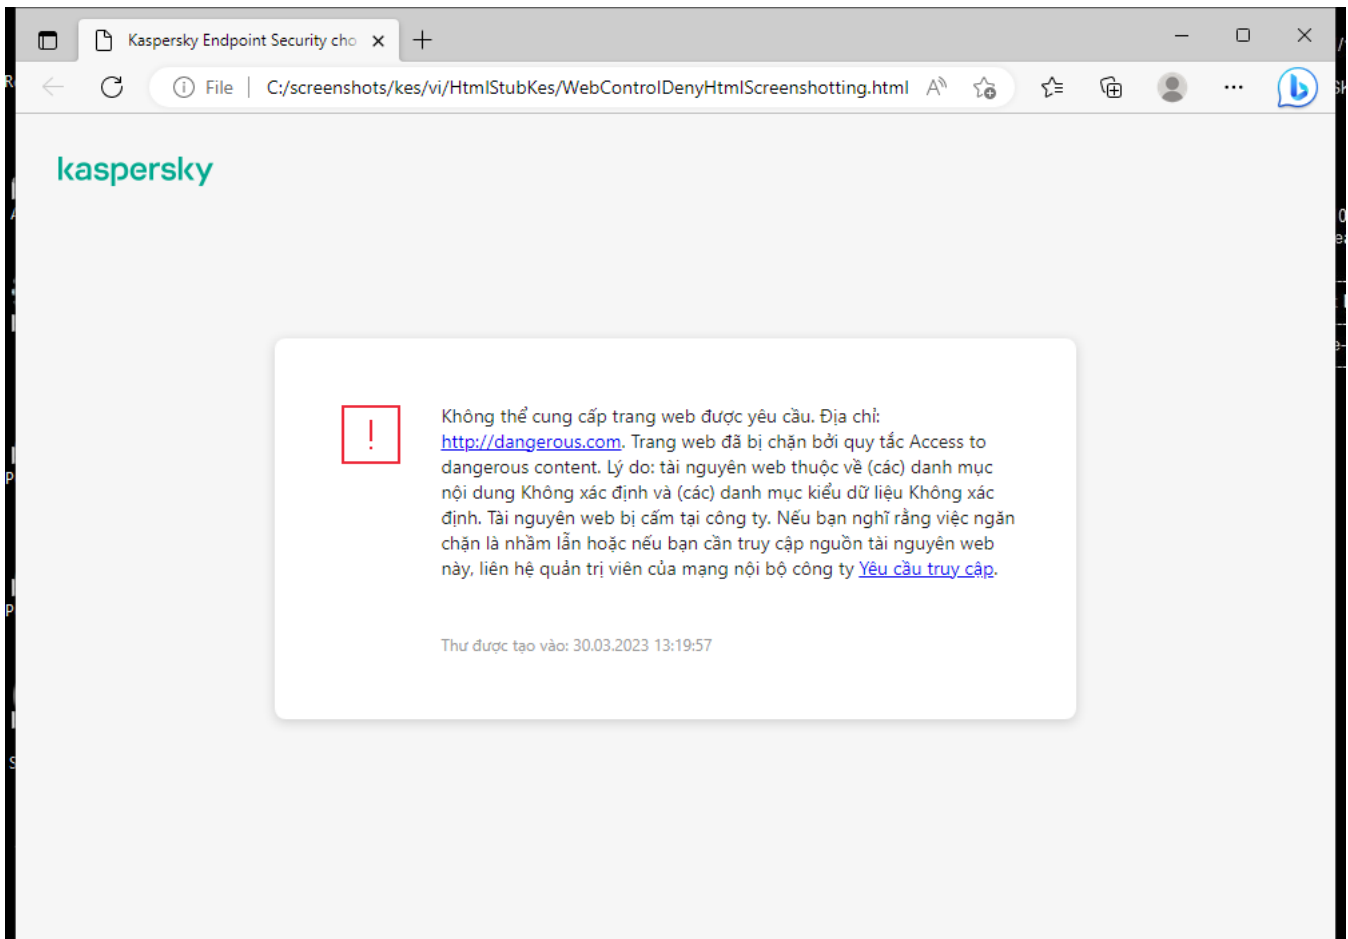 Kaspersky Endpoint Security cho
File
C:/screenshots/kes/vi/HtmlStubKes/WebControlDenyHtmlScreenshotting.html
kaspersky
Không thể cung cấp trang web được yêu cầu. Địa chỉ:
http://dangerous.com. Trang web đã bị chặn bởi quy tắc Access to
dangerous content. Lý do: tài nguyên web thuộc về (các) danh mục
nội dung Không xác định và (các) danh mục kiểu dữ liệu Không xác
định. Tài nguyên web bị cấm tại công ty. Nếu bạn nghĩ rằng việc ngăn
chặn là nhầm lẫn hoặc nếu bạn cần truy cập nguồn tài nguyên web
này, liên hệ quản trị viên của mạng nội bộ công ty Yêu cầu truy cập.
Thư được tạo vào: 30.03.2023 13:19:57